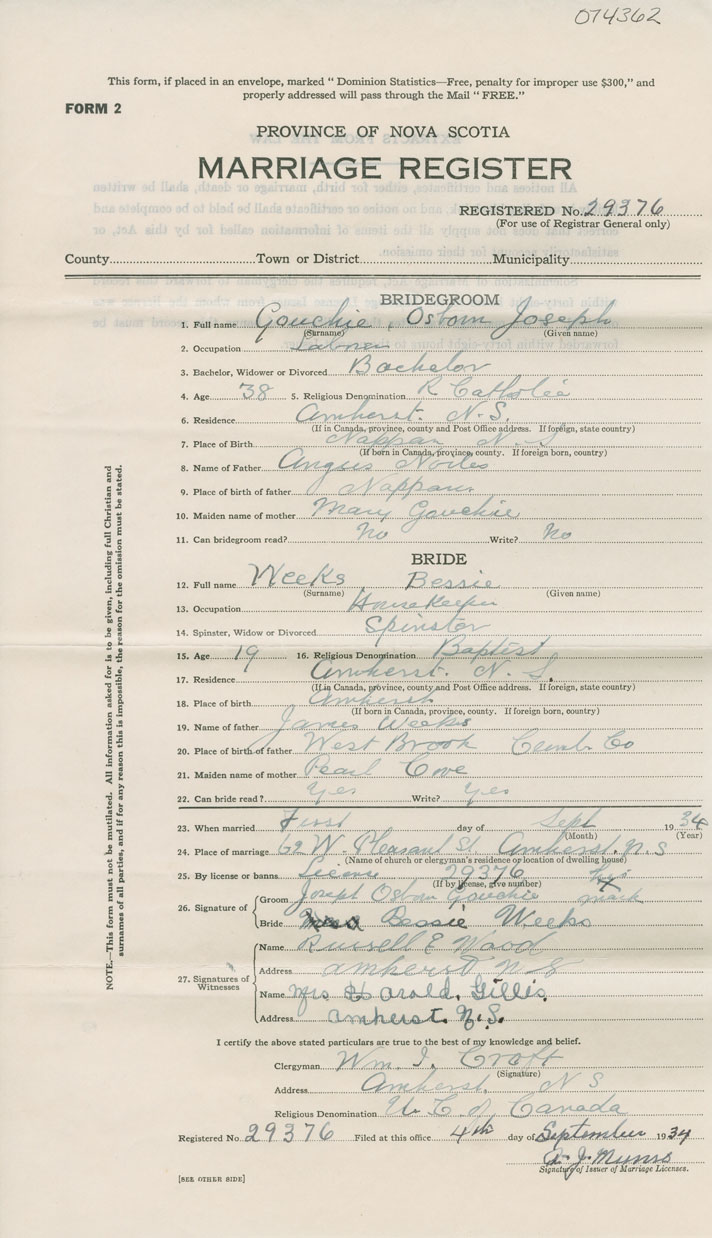 074362
This form, if placed in an envelope, marked “ Dominion Statistics—Free, penalty for improper use $300,” and
properly addressed will pass through the Mail “ FREE.”
FORM 2
PROVINCE OF NOVA SCOTIA
MARRIAGE REGISTER
REGISTERED No. 29376
(For use of Registrar General only)
County Town or District Municipality
BRIDEGROOM
1. Full name Gouchie, Osborn Joseph
(Surname) (Given name)
2. Occupation Laborer
3. Bachelor, Widower or Divorced Bachelor
4. Age 38 5. Religious Denomination R Catholic
6. Residence Amherst. N.S.
(If in Canada, province, county and Post Office address. If foreign, state country)
7. Place of Birth Nappan N.S
(If born in Canada, province, county. If foreign born, country)
8. Name of Father Angus Noiles
9. Place of birth of father Nappan
10. Maiden name of mother Mary Gouchie
11. Can bridegroom read? No Write? No
BRIDE
12. Full name Weeks Bessie
(Surname) (Given name)
13. Occupation Housekeeper
14. Spinster, Widow or Divorced Spinster
15. Age 19 16. Religious Denomination Baptist
17. Residence Amherst. N. S.
(If in Canada, province, county and Post Office address. If foreign, state country)
18. Place of birth Amherst
(If born in Canada, province, county. If foreign born, country)
19. Name of father James Weeks
20. Place of birth of father West Brook Cumb. Co
21. Maiden name of mother Pearl
22. Can bride read? Yes Write? Yes
23. When married First day of Sept 1934
(Month) (Year)
24. Place of marriage 62 W. Pleasant St. Amherst. N.S
(Name of church or clergyman's residence or location of dwelling house)
25. By license or banns License 29376
(If by license, give number)
26. Signature of Groom Joseph Osborn Gouchie his X mark
Bride Bessie Weeks
27. Signatures of Witnesses
Name Russell E Wood
Address Amherst N S
Name Mrs Harold. Gillis.
Address Amherst. N.S.
I certify the above stated particulars are true to the best of my knowledge and belief.
Clergyman Wm. I. Croft
(Signature)
Address Amherst. N S
Religious Denomination U. C of Canada
Registered No. 29376 Filed at this office 4th day of September 1934
J. Munro
Signature of Issuer of Marriage Licenses.
[SEE OTHER SIDE]
NOTE.—This form must not be mutilated. All information asked for is to be given, including full Christian and
surnames of all parties, and if for any reason this is impossible, the reason for the omission must be stated.